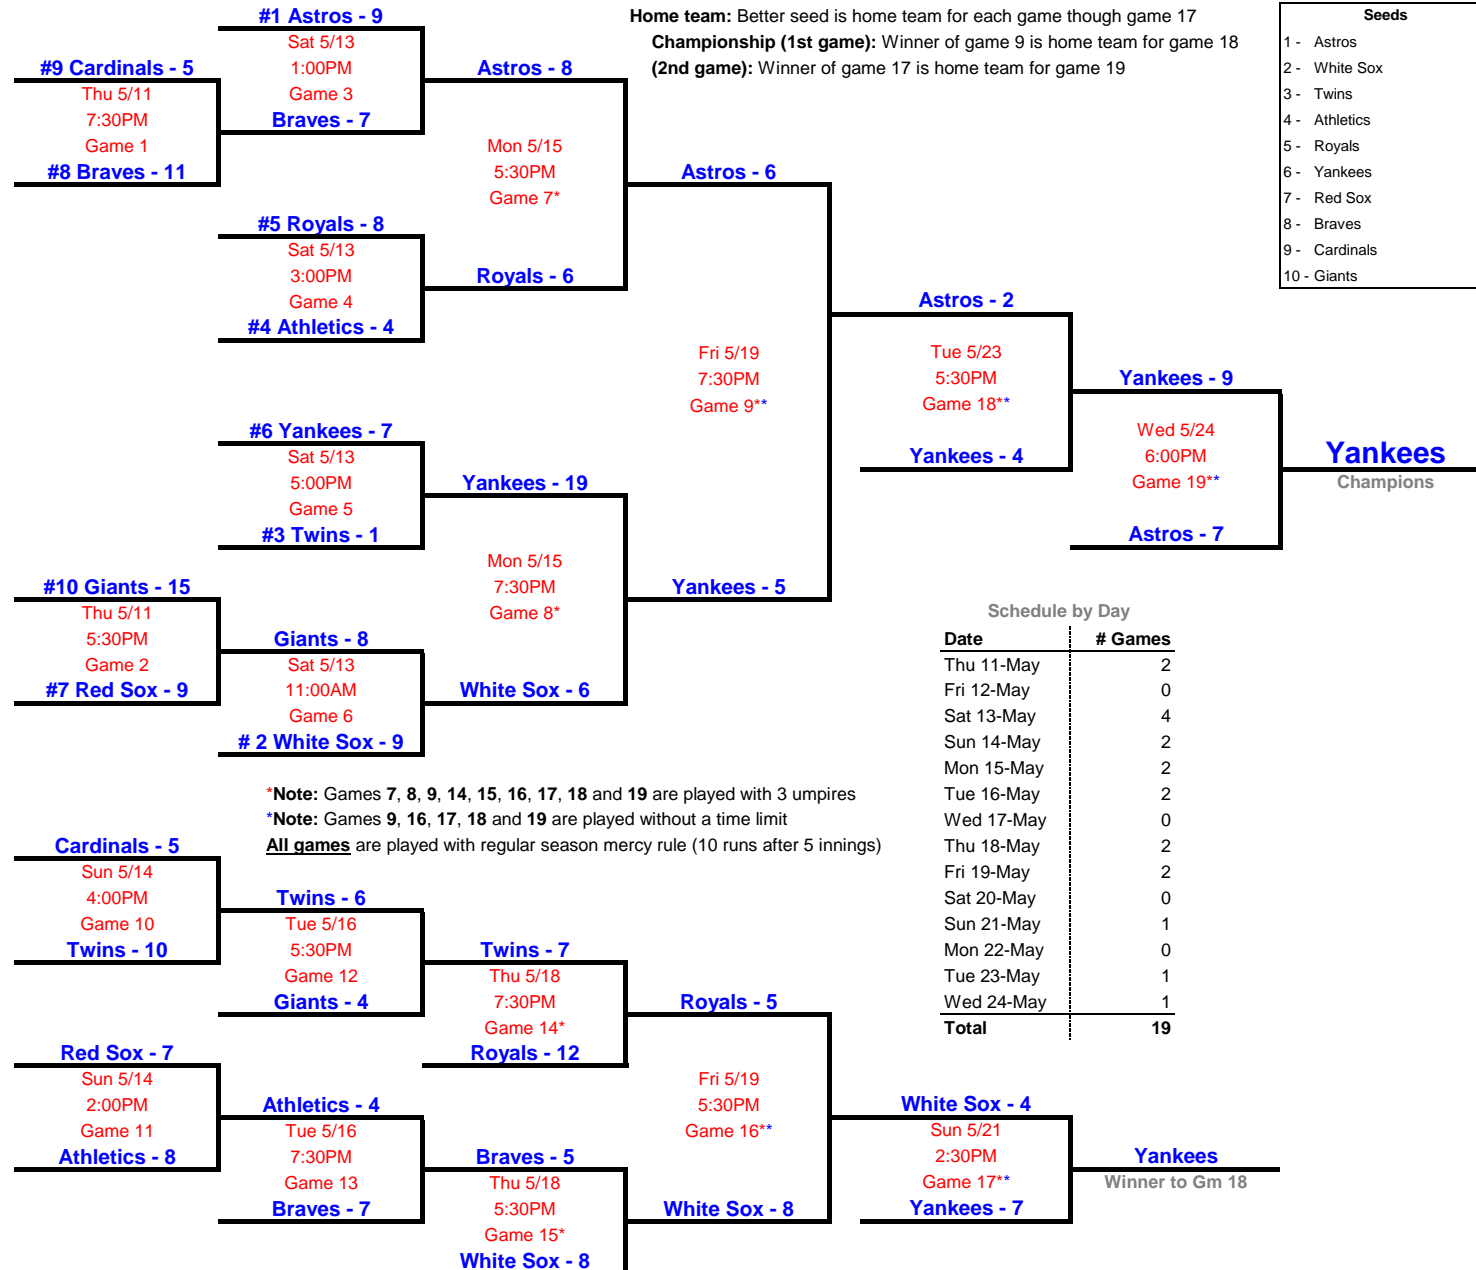 #1 Astros - 9
Home team: Better seed is home team for each game though game 17
Championship (1st game): Winner of game 9 is home team for game 18
(2nd game): Winner of game 17 is home team for game 19
Seeds
1 - Astros
2 - White Sox
3 - Twins
4 - Athletics
5 - Royals
6 - Yankees
7 - Red Sox
8 - Braves
9 - Cardinals
10 - Giants
Sat 5/13
1:00PM
Game 3
Braves - 7
#9 Cardinals - 5
Thu 5/11
7:30PM
Game 1
#8 Braves - 11
Astros - 8
Mon 5/15
5:30PM
Game 7*
Royals - 6
#5 Royals - 8
Sat 5/13
3:00PM
Game 4
#4 Athletics - 4
Astros - 6
Fri 5/19
7:30PM
Game 9**
Yankees - 5
Astros - 2
Tue 5/23
5:30PM
Game 18**
Yankees - 4
Yankees - 9
Wed 5/24
6:00PM
Game 19**
Astros - 7
Yankees
Champions
#6 Yankees - 7
Sat 5/13
5:00PM
Game 5
#3 Twins - 1
Yankees - 19
Mon 5/15
7:30PM
Game 8*
White Sox - 6
#10 Giants - 15
Thu 5/11
5:30PM
Game 2
#7 Red Sox - 9
Giants - 8
Sat 5/13
11:00AM
Game 6
# 2 White Sox - 9
Schedule by Day
Date # Games
Thu 11-May 2
Fri 12-May 0
Sat 13-May 4
Sun 14-May 2
Mon 15-May 2
Tue 16-May 2
Wed 17-May 0
Thu 18-May 2
Fri 19-May 2
Sat 20-May 0
Sun 21-May 1
Mon 22-May 0
Tue 23-May 1
Wed 24-May 1
Total 19
*Note: Games 7, 8, 9, 14, 15, 16, 17, 18 and 19 are played with 3 umpires
*Note: Games 9, 16, 17, 18 and 19 are played without a time limit
All games are played with regular season mercy rule (10 runs after 5 innings)
Cardinals - 5
Sun 5/14
4:00PM
Game 10
Twins - 10
Twins - 6
Tue 5/16
5:30PM
Game 12
Giants - 4
Twins - 7
Thu 5/18
7:30PM
Game 14*
Royals - 12
Red Sox - 7
Sun 5/14
2:00PM
Game 11
Athletics - 8
Athletics - 4
Tue 5/16
7:30PM
Game 13
Braves - 7
Braves - 5
Thu 5/18
5:30PM
Game 15*
White Sox - 8
Royals - 5
Fri 5/19
5:30PM
Game 16**
White Sox - 8
White Sox - 4
Sun 5/21
2:30PM
Game 17**
Yankees - 7
Yankees
Winner to Gm 18